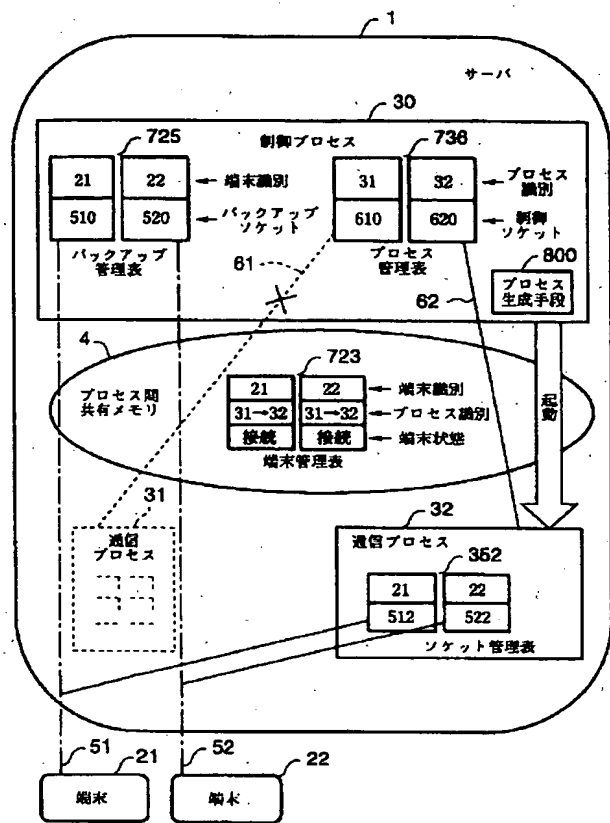 1
サーバ
30
制御プロセス
725
736
21
22
端末識別
31
32
プロセス
識別
510
520
バックアップ
ソケット
610
620
制御
ソケット
バックアップ
管理表
61
プロセス
管理表
62
800
プロセス
生成手段
4
プロセス間
共有メモリ
723
21
22
端末識別
31→32
31→32
プロセス識別
接続
接続
端末状態
端末管理表
起動
31
通信
プロセス
32
通信プロセス
352
21
22
512
522
ソケット管理表
51
21
52
22
端末
端末